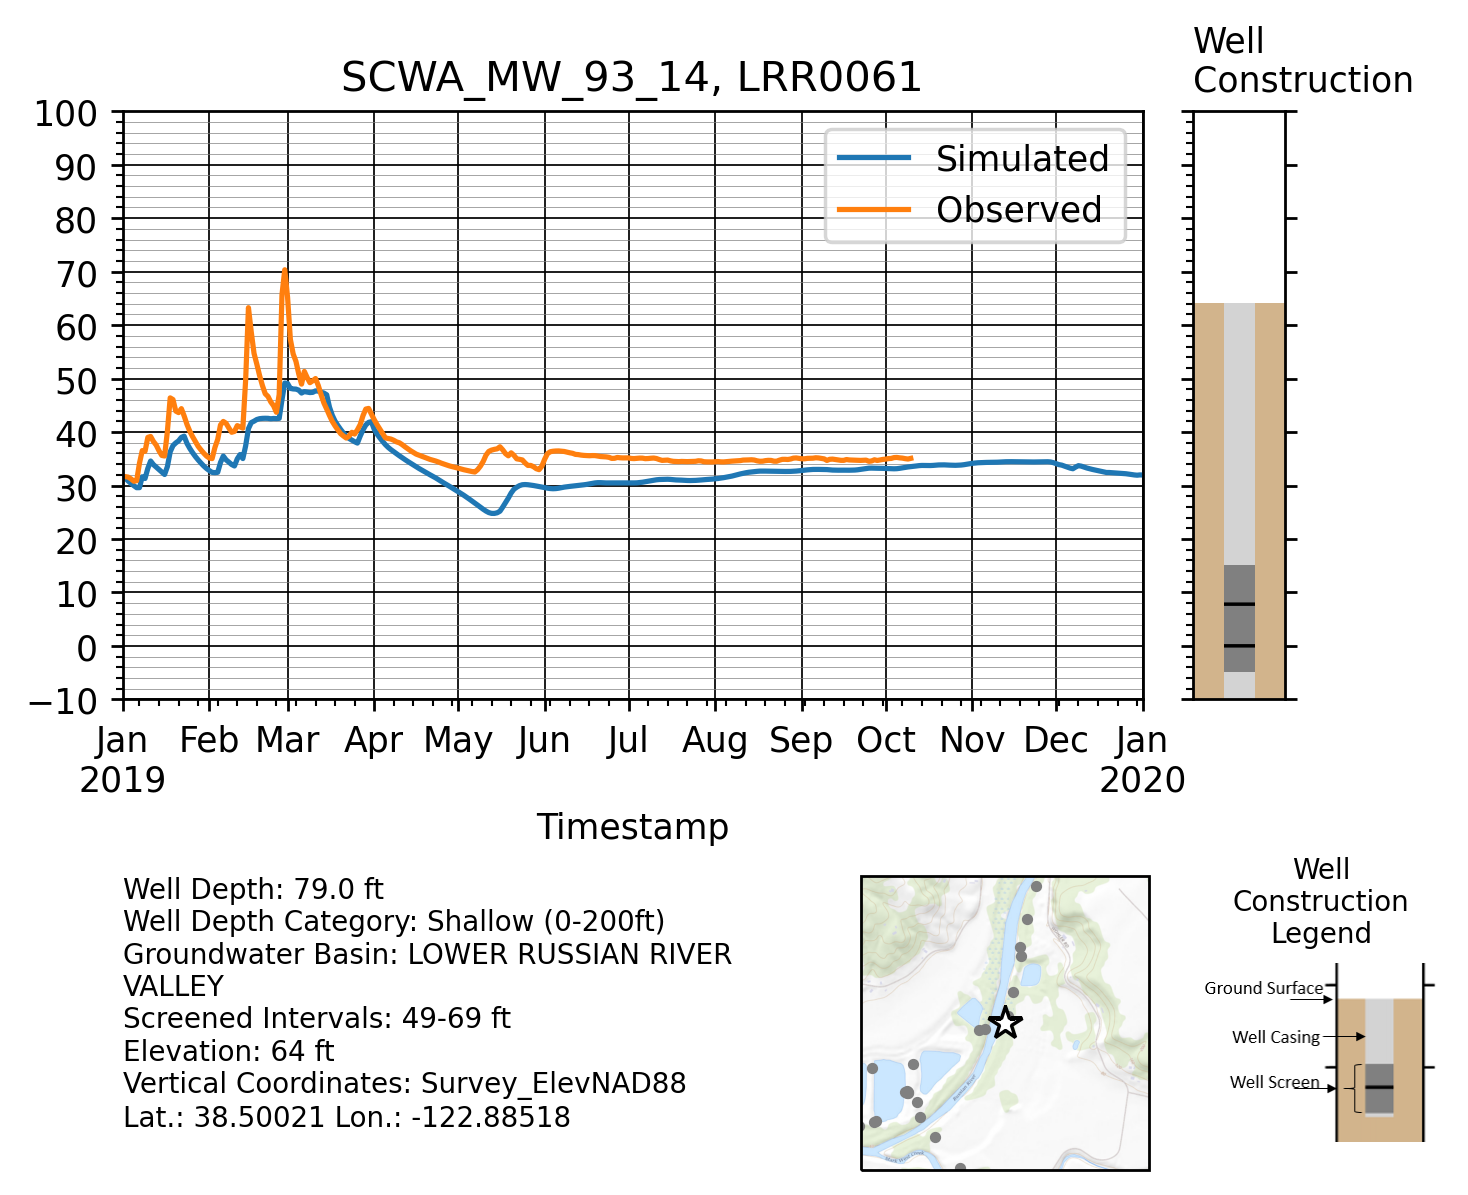 Well
Construction
SCWA_MW_93_14, LRR0061
100
90
80
70
60
50
40
30
20
10
0
−10
Simulated
Observed
Jan Feb Mar Apr May Jun Jul Aug Sep Oct Nov Dec Jan
2019 2020
Timestamp
Well Depth: 79.0 ft
Well Depth Category: Shallow (0-200ft)
Groundwater Basin: LOWER RUSSIAN RIVER
VALLEY
Screened Intervals: 49-69 ft
Elevation: 64 ft
Vertical Coordinates: Survey_ElevNAD88
Lat.: 38.50021 Lon.: -122.88518
Well
Construction
Legend
Ground Surface
Well Casing
Well Screen